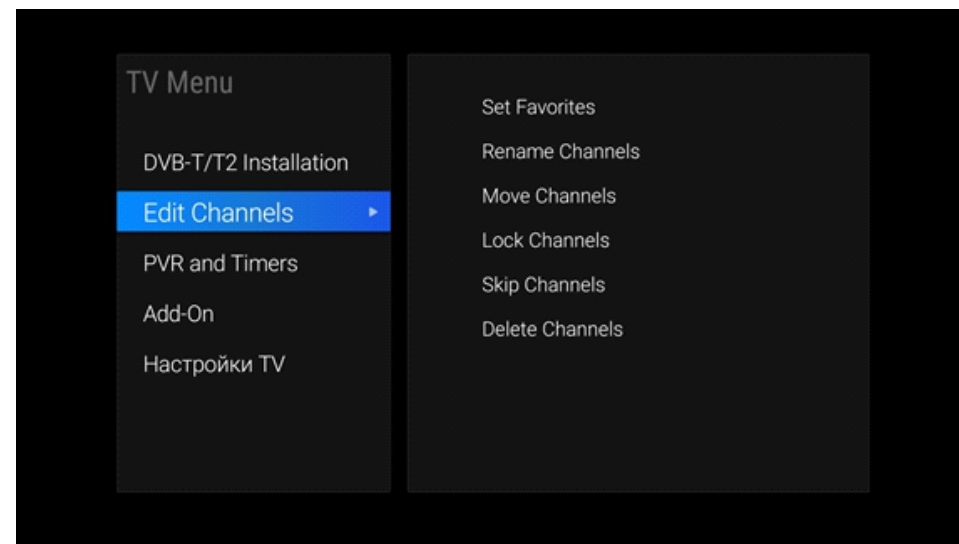 TV Menu
DVB-T/T2 Installation
Edit Channels
PVR and Timers
Add-On
Настройки TV
Set Favorites
Rename Channels
Move Channels
Lock Channels
Skip Channels
Delete Channels